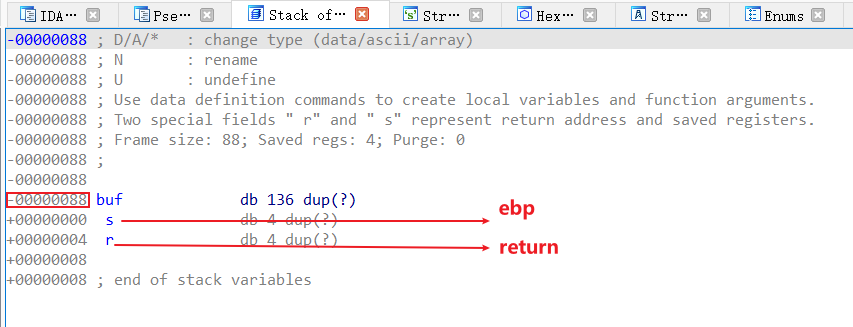 IDA··· Pse··· Stack of··· Str··· Hex··· Str··· Enums
-00000088 ; D/A/* : change type (data/ascii/array)
-00000088 ; N : rename
-00000088 ; U : undefine
-00000088 ; Use data definition commands to create local variables and function arguments.
-00000088 ; Two special fields " r" and " s" represent return address and saved registers.
-00000088 ; Frame size: 88; Saved regs: 4; Purge: 0
-00000088 ;
-00000088
-00000088 buf db 136 dup(?)
+00000000 s db 4 dup(?) ebp
+00000004 r db 4 dup(?) return
+00000008
+00000008 ; end of stack variables